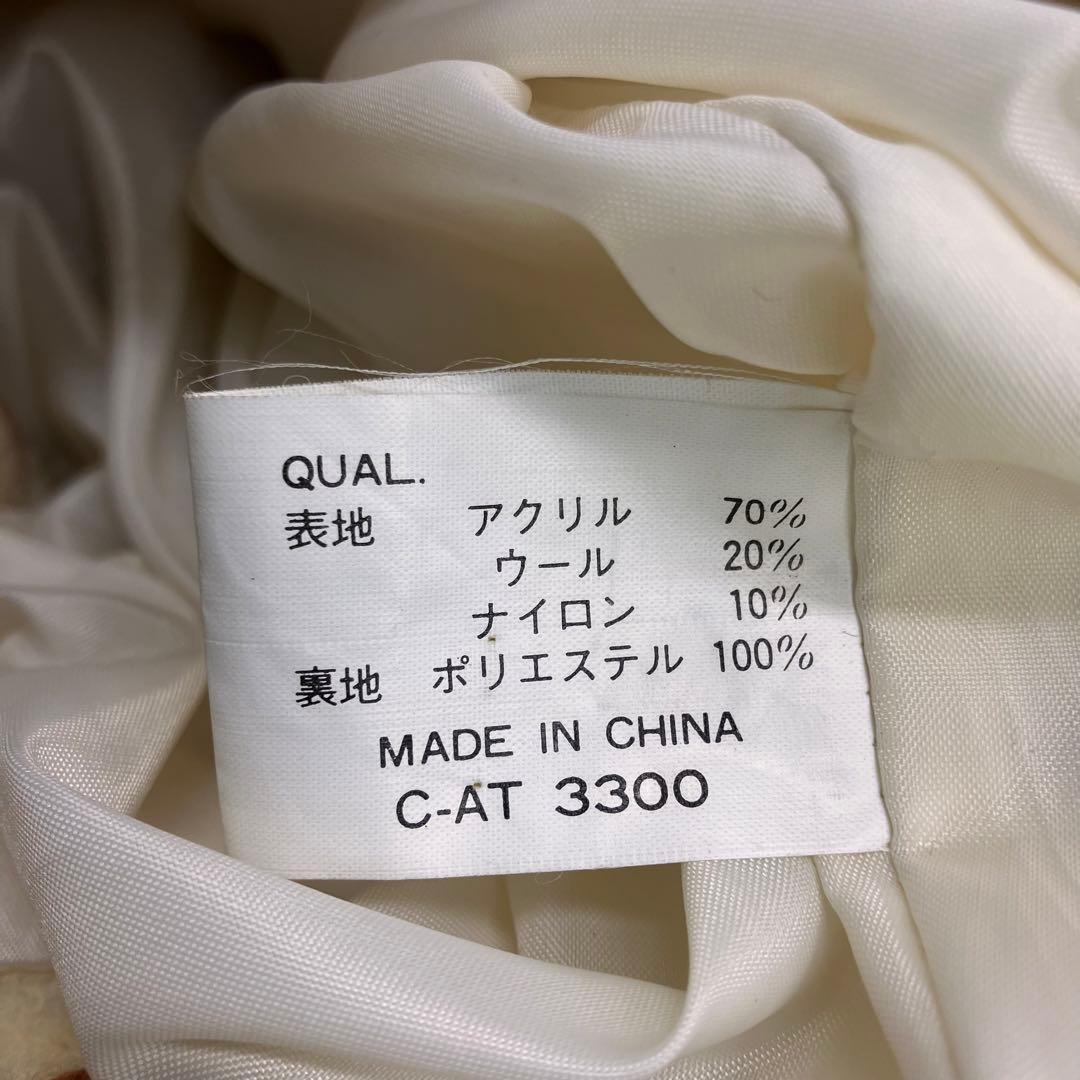 QUAL.
表地 アクリル 70%
ウール 20%
ナイロン 10%
裏地 ポリエステル 100%
MADE IN CHINA
C-AT 3300